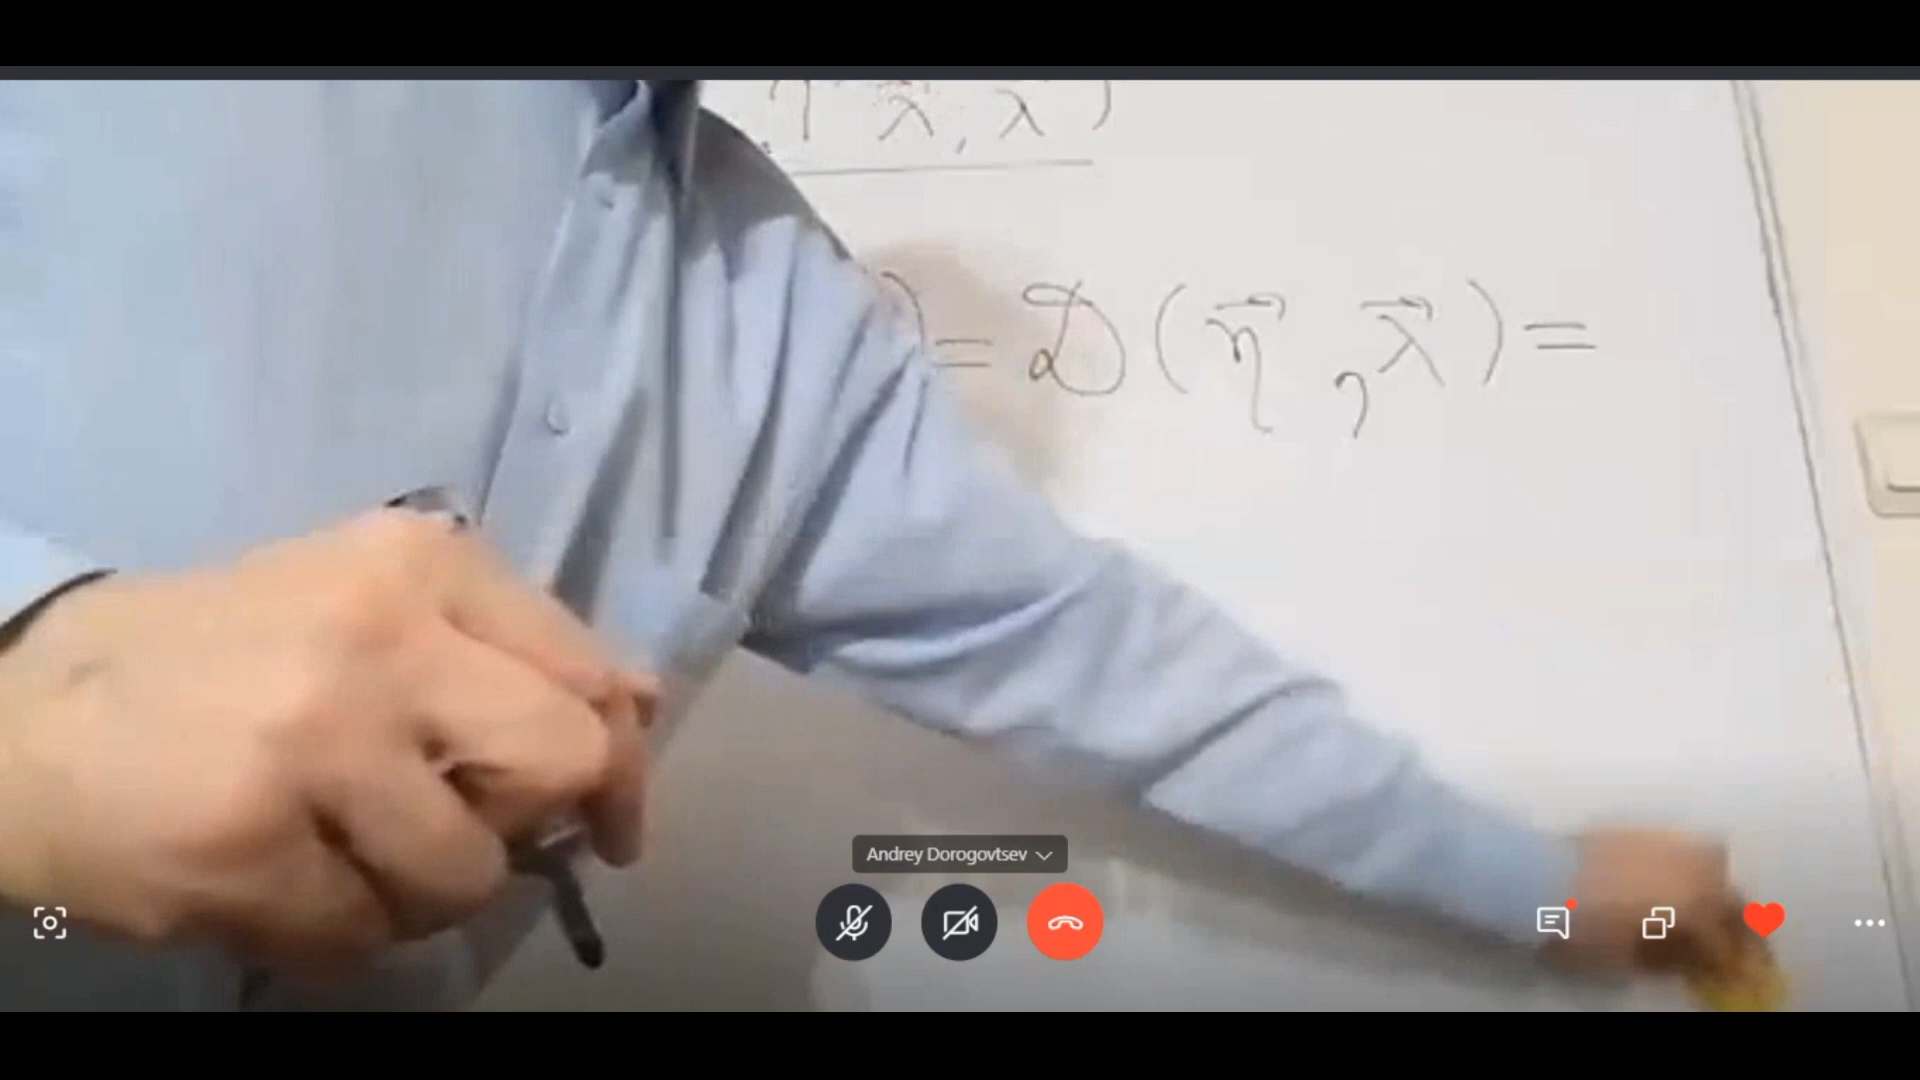 λ⃗, λ)
) = 𝒟(η⃗, λ⃗) =
Andrey Dorogovtsev